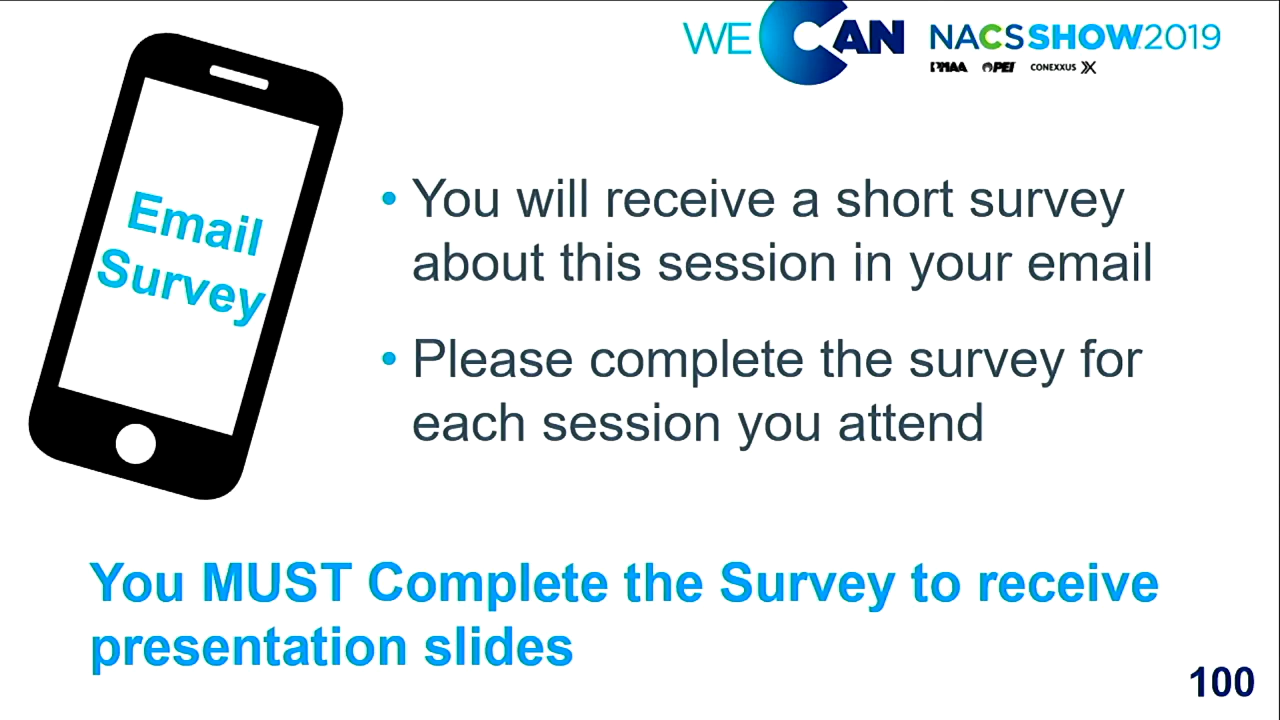 WE CAN NACSSHOW.2019
PMAA PEI CONEXXUS
Email
Survey
• You will receive a short survey
about this session in your email
• Please complete the survey for
each session you attend
You MUST Complete the Survey to receive
presentation slides
100